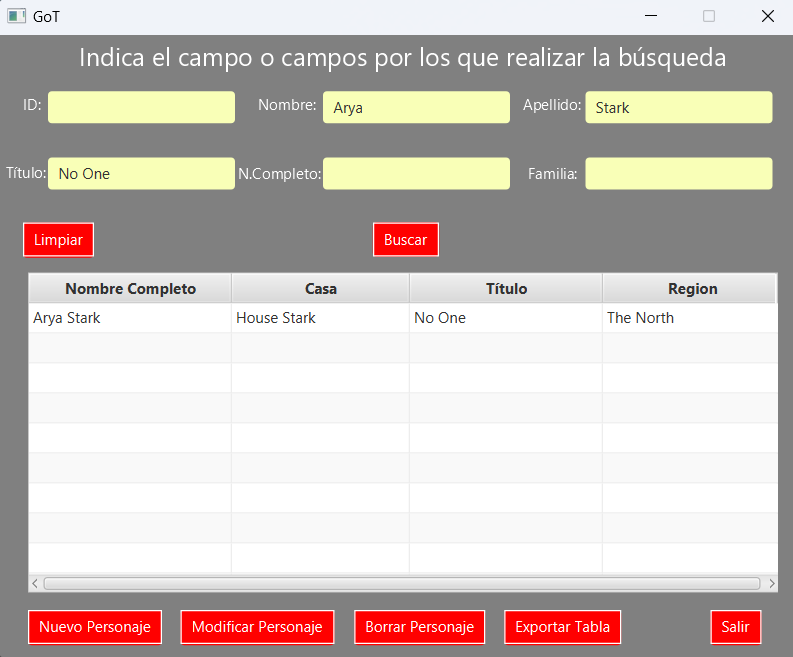 GoT
Indica el campo o campos por los que realizar la búsqueda
ID: Nombre: Arya Apellido: Stark
Título: No One N.Completo: Familia:
Limpiar Buscar
Nombre Completo Casa Título Region
Arya Stark House Stark No One The North
Nuevo Personaje Modificar Personaje Borrar Personaje Exportar Tabla Salir